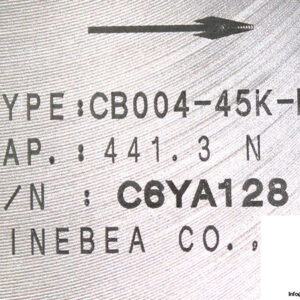 YPE:CB004-45K-
AP.: 441.3 N
/N : C6YA128
INEBEA CO.,